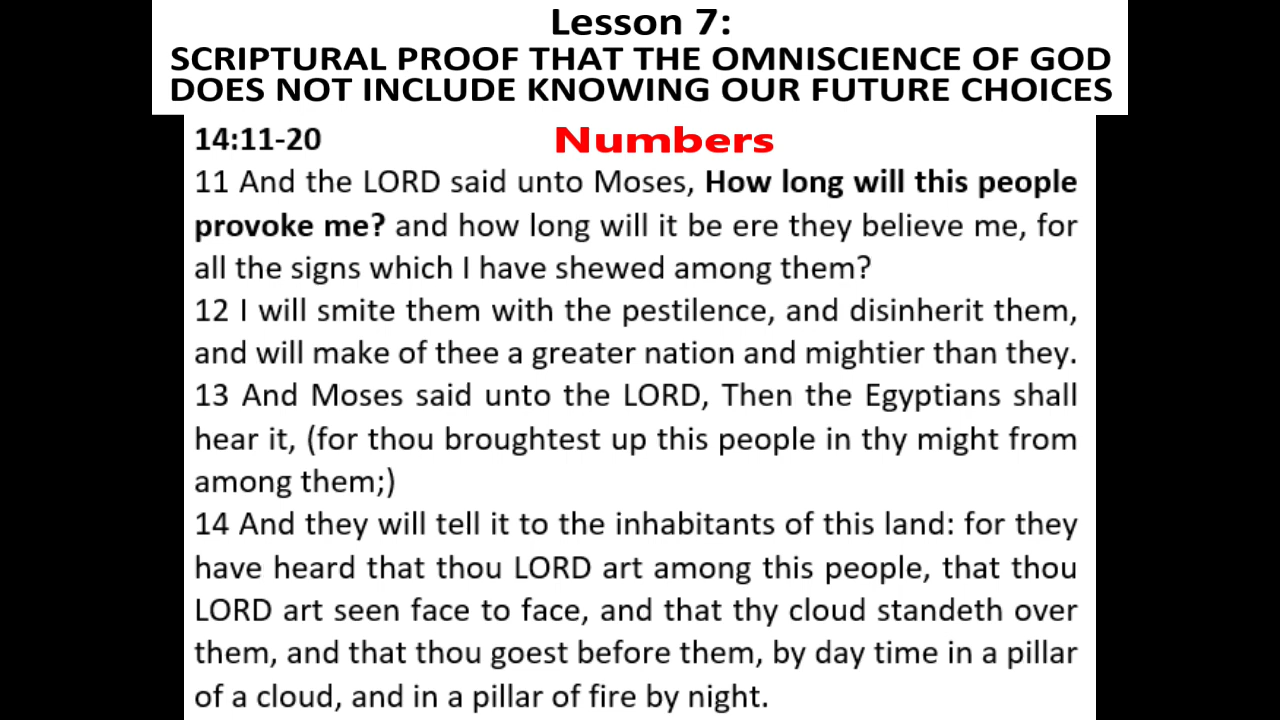 Lesson 7:
SCRIPTURAL PROOF THAT THE OMNISCIENCE OF GOD
DOES NOT INCLUDE KNOWING OUR FUTURE CHOICES
14:11-20 Numbers
11 And the LORD said unto Moses, How long will this people
provoke me? and how long will it be ere they believe me, for
all the signs which I have shewed among them?
12 I will smite them with the pestilence, and disinherit them,
and will make of thee a greater nation and mightier than they.
13 And Moses said unto the LORD, Then the Egyptians shall
hear it, (for thou broughtest up this people in thy might from
among them;)
14 And they will tell it to the inhabitants of this land: for they
have heard that thou LORD art among this people, that thou
LORD art seen face to face, and that thy cloud standeth over
them, and that thou goest before them, by day time in a pillar
of a cloud, and in a pillar of fire by night.